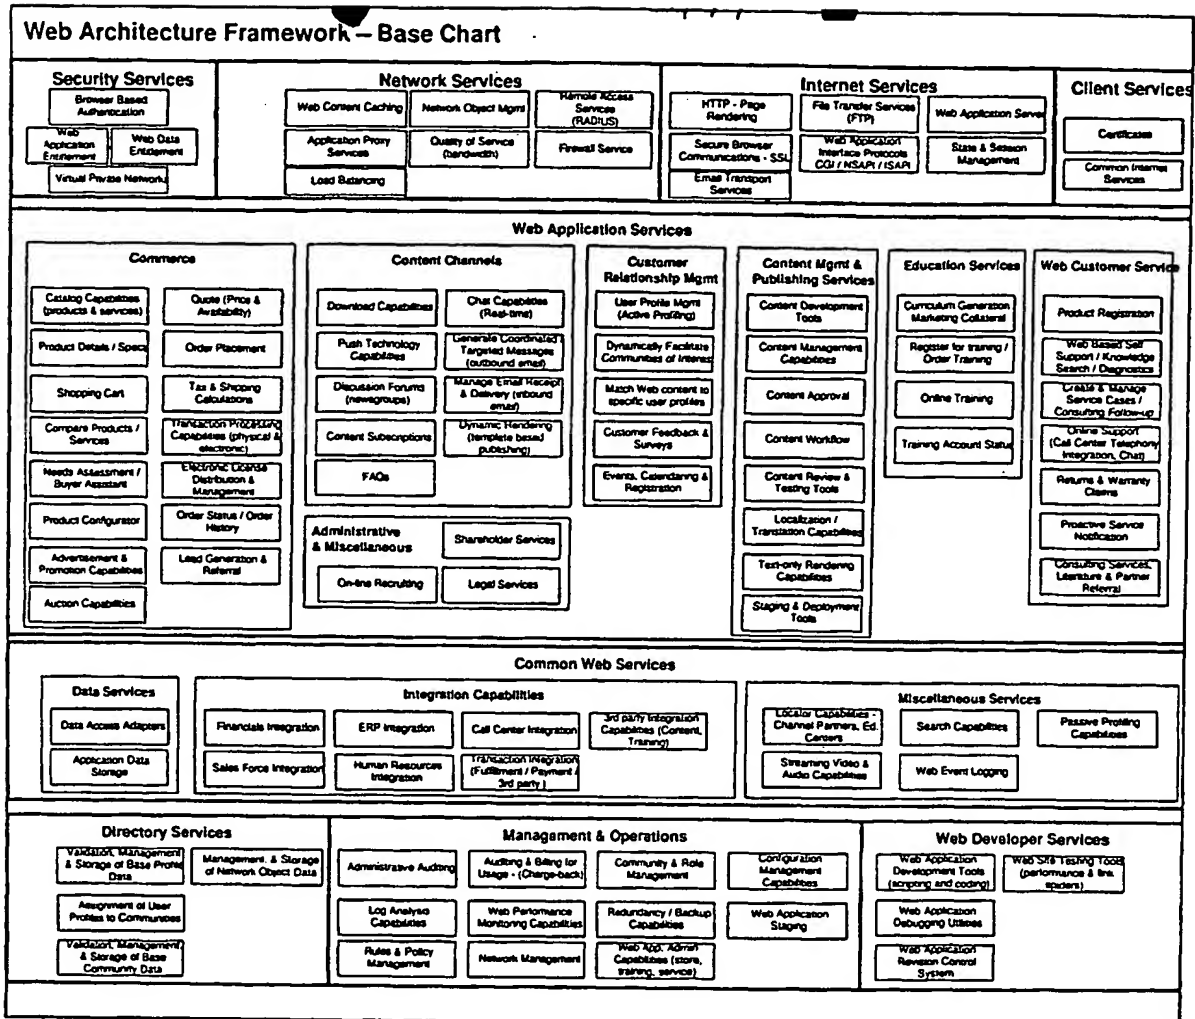 Web Architecture Framework – Base Chart
Security Services
Browser Based
Authentication
Web
Application
Entitlement
Web Data
Entitlement
Virtual Private Networks
Network Services
Web Content Caching
Network Object Mgmt
Remote Access
Services
(RADIUS)
Application Proxy
Services
Quality of Service
(bandwidth)
Firewall Service
Load Balancing
Internet Services
HTTP - Page
Rendering
File Transfer Services
(FTP)
Web Application Server
Secure Browser
Communications - SSL
Web Application
Interface Protocols
CGI / NSAPI / ISAPI
State & Session
Management
Email Transport
Services
Client Services
Certificates
Common Internet
Services
Web Application Services
Commerce
Catalog Capabilities
(products & services)
Quote (Price &
Availability)
Product Details / Specs
Order Placement
Shopping Cart
Tax & Shipping
Calculations
Compare Products /
Services
Transaction Processing
Capabilities (physical &
electronic)
Needs Assessment /
Buyer Assistant
Electronic License
Distribution &
Management
Product Configurator
Order Status / Order
History
Advertisement &
Promotion Capabilities
Lead Generation &
Referral
Auction Capabilities
Content Channels
Download Capabilities
Chat Capabilities
(Real-time)
Push Technology
Capabilities
Generate Coordinated /
Targeted Messages
(outbound email)
Discussion Forums
(newsgroups)
Manage Email Receipt
& Delivery (inbound
email)
Content Subscriptions
Dynamic Rendering
(template based
publishing)
FAQs
Administrative
& Miscellaneous
Shareholder Services
On-line Recruiting
Legal Services
Customer
Relationship Mgmt
User Profile Mgmt
(Active Profiling)
Dynamically Facilitate
Communities of Interest
Match Web content to
specific user profiles
Customer Feedback &
Surveys
Events, Calendaring &
Registration
Content Mgmt &
Publishing Services
Content Development
Tools
Content Management
Capabilities
Content Approval
Content Workflow
Content Review &
Testing Tools
Localization /
Translation Capabilities
Text-only Rendering
Capabilities
Staging & Deployment
Tools
Education Services
Curriculum Generation
Marketing Collateral
Register for training /
Order Training
Online Training
Training Account Status
Web Customer Service
Product Registration
Web Based Self
Support / Knowledge
Search / Diagnostics
Create & Manage
Service Cases /
Consulting Follow-up
Online Support
(Call Center Telephony
Integration, Chat)
Returns & Warranty
Claims
Proactive Service
Notification
Consulting Services,
Literature & Partner
Referral
Common Web Services
Data Services
Data Access Adapters
Application Data
Storage
Integration Capabilities
Financials Integration
ERP Integration
Call Center Integration
3rd party Integration
Capabilities (Content,
Training)
Sales Force Integration
Human Resources
Integration
Transaction Integration
(Fulfillment / Payment /
3rd party )
Miscellaneous Services
Locator Capabilities -
Channel Partners, Ed.
Centers
Search Capabilities
Passive Profiling
Capabilities
Streaming Video &
Audio Capabilities
Web Event Logging
Directory Services
Validation, Management
& Storage of Base Profile
Data
Management, & Storage
of Network Object Data
Assignment of User
Profiles to Communities
Validation, Management,
& Storage of Base
Community Data
Management & Operations
Administrative Auditing
Auditing & Billing for
Usage - (Charge-back)
Community & Role
Management
Configuration
Management
Capabilities
Log Analysis
Capabilities
Web Performance
Monitoring Capabilities
Redundancy / Backup
Capabilities
Web Application
Staging
Rules & Policy
Management
Network Management
Web App. Admin
Capabilities (store,
training, service)
Web Developer Services
Web Application
Development Tools
(scripting and coding)
Web Site Testing Tools
(performance & link
spiders)
Web Application
Debugging Utilities
Web Application
Revision Control
System